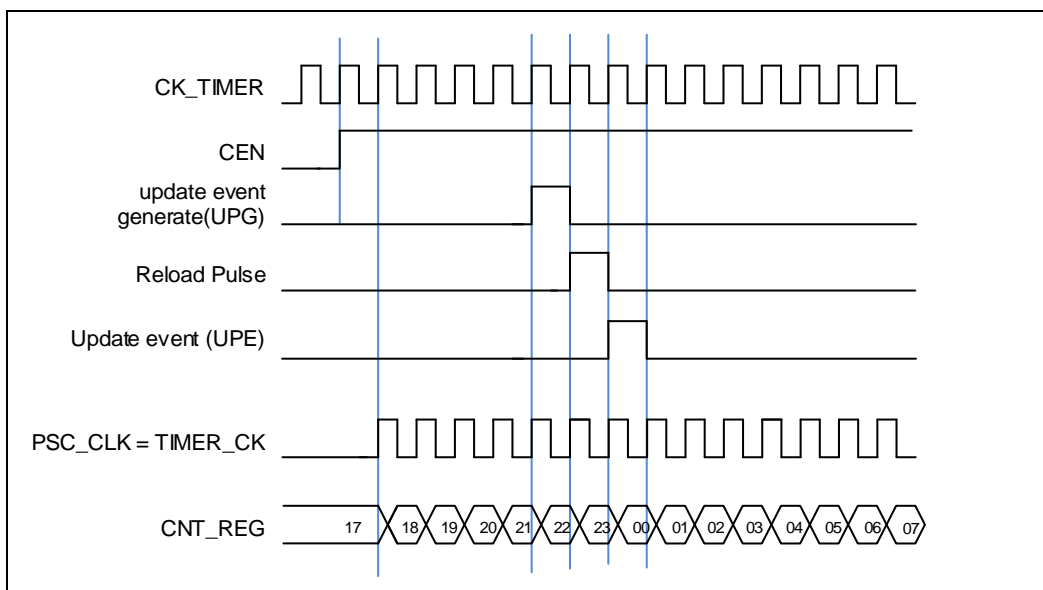 CK_TIMER
CEN
update event
generate(UPG)
Reload Pulse
Update event (UPE)
PSC_CLK = TIMER_CK
CNT_REG 17 18 19 20 21 22 23 00 01 02 03 04 05 06 07